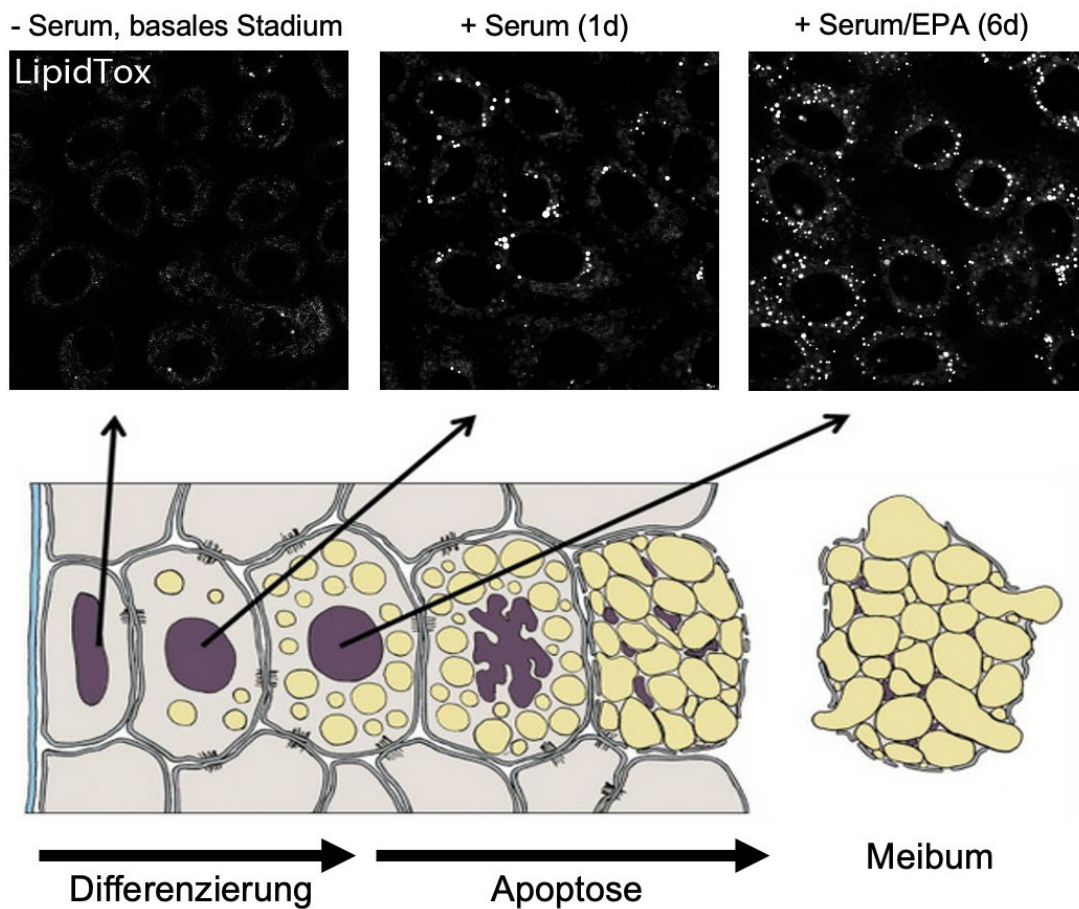 - Serum, basales Stadium
+ Serum (1d)
+ Serum/EPA (6d)
LipidTox
Differenzierung
Apoptose
Meibum